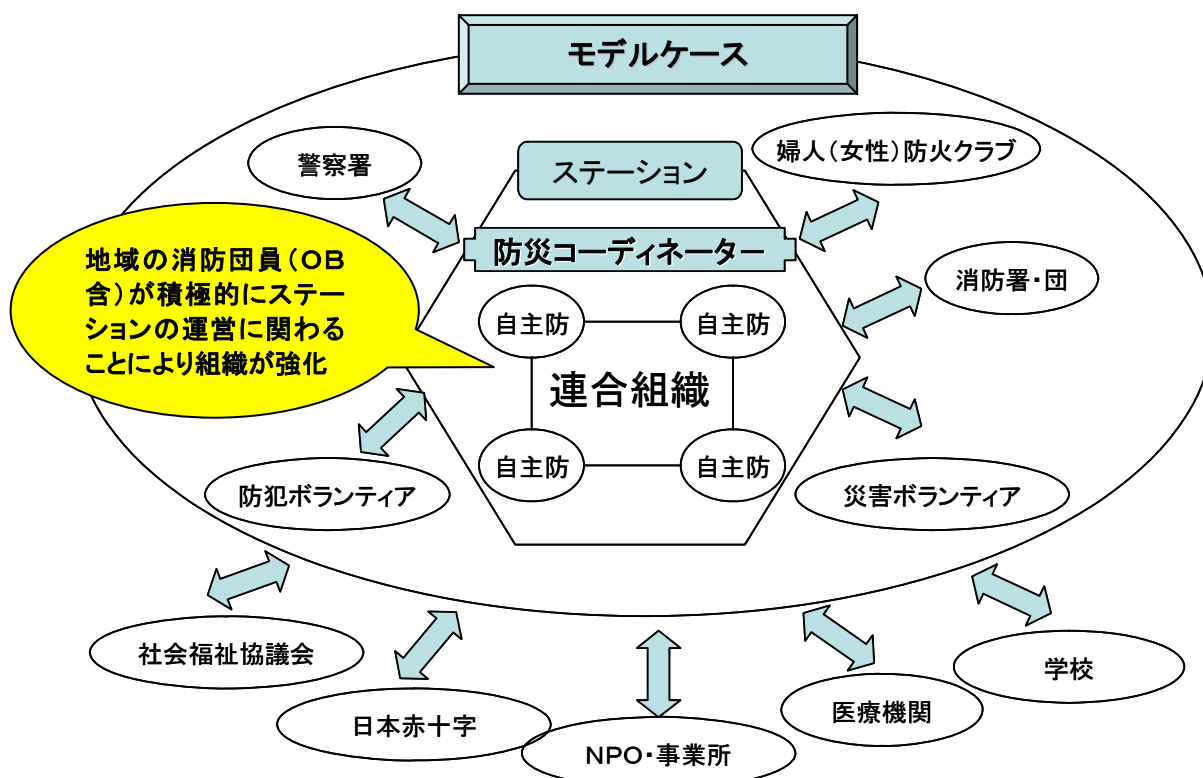 モデルケース
警察署
ステーション
婦人(女性)防火クラブ
防災コーディネーター
地域の消防団員(OB
含)が積極的にステー
ションの運営に関わる
ことにより組織が強化
消防署・団
自主防
自主防
連合組織
自主防
自主防
防犯ボランティア
災害ボランティア
社会福祉協議会
日本赤十字
NPO・事業所
医療機関
学校